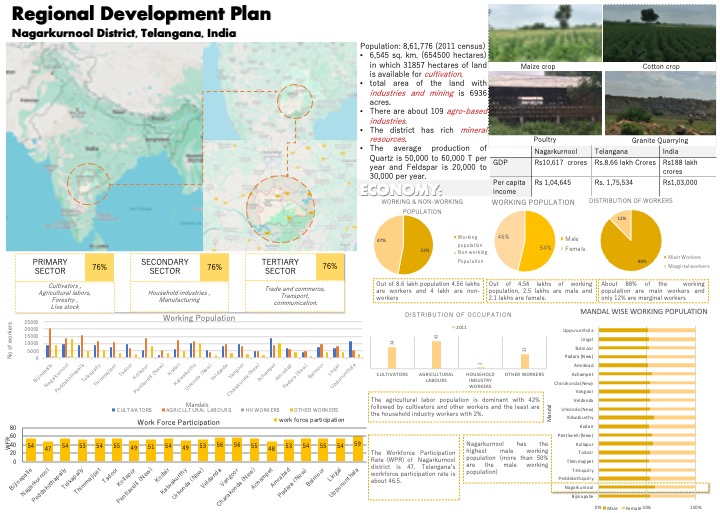 Regional Development Plan
Nagarkurnool District, Telangana, India
Population: 8,61,776 (2011 census)
• 6,545 sq. km. (654500 hectares)
in which 31857 hectares of land
is available for cultivation.
• total area of the land with
industries and mining is 6936
acres.
• There are about 109 agro-based
industries.
• The district has rich mineral
resources.
• The average production of
Quartz is 50,000 to 60,000 T per
year and Feldspar is 20,000 to
30,000 per year.
Maize crop
Cotton crop
Poultry
Granite Quarrying
Nagarkurnool Telangana India
GDP Rs10,617 crores Rs.8.66 lakh Crores Rs188 lakh
crores
Per capita
income Rs 1,04,645 Rs. 1,75,534 Rs1,03,000
ECONOMY:
India
PRIMARY
SECTOR
76%
Cultivators,
Agricultural labors,
Forestry,
Live stock
SECONDARY
SECTOR
76%
Household industries,
Manufacturing
TERTIARY
SECTOR
76%
Trade and commerce,
Transport,
communication.
WORKING & NON-WORKING
POPULATION
47%
53%
Working
population
Non working
Population
Out of 8.6 lakh population 4.56 lakhs
are workers and 4 lakh are non-
workers
WORKING POPULATION
46%
54%
Male
Famala
Out of 4.56 lakhs of working
population, 2.5 lakhs are male and
2.1 lakhs are female.
DISTRIBUTION OF WORKERS
12%
88%
Main Workers
Marginal workers
About 88% of the working
population are main workers and
only 12% are marginal workers
Working Population
No of workers
25000
20000
15000
10000
5000
0
Bijinapalle
Nagarkurnool
Peddakothapally
Telkapally
Thimmajipet
Tadoor
Kollapur
Pentlavelli (New)
Kodair
Kalwakurthy
Urkonda (New)
Veldanda
Vangoor
Charakonda (New)
Achampet
Amrabad
Padara (New)
Balmoor
Lingal
Uppununthala
Mandals
CULTIVATORS AGRICULTURAL LABOURS HH WORKERS OTHER WORKERS
Work Force Participation
work force participation
WPR
80
60
40
20
0
54 47 54 53 54 55 49 51 54 49 53 56 56 55 48 53 54 55 54 59
Bijinapalle
Nagarkurnool
Peddakothapally
Telkapally
Thimmajipet
Tadoor
Kollapur
Pentlavelli (New)
Kodair
Kalwakurthy
Urkonda (New)
Veldanda
Vangoor
Charakonda (New)
Achampet
Amrabad
Padara (New)
Balmoor
Lingal
Uppununthala
DISTRIBUTION OF OCCUPATION
2011
CULTIVATORS
AGRICULTURAL
LABOURS
HOUSEHOLD
INDUSTRY
WORKERS
OTHER WORKERS
The agricultural labor population is dominant with 42%
followed by cultivators and other workers and the least are
the household industry workers with 2%.
The Workforce Participation
Rate (WPR) of Nagarkurnool
district is 47. Telangana's
workforce participation rate is
about 46.5.
Nagarkurnool has the
highest male working
population (more than 50%
are the male working
population)
MANDAL WISE WORKING POPULATION
Mandal
Uppununthala
Lingal
Balmoor
Padara (New)
Amrabad
Achampet
Charakonda (New)
Vangoor
Veldanda
Urkonda (New)
Kalwakurthy
Kodair
Pentlavelli (New)
Kollapur
Tadoor
Thimmajipet
Telkapally
Peddakothapally
Nagarkurnool
Bijinapalle
0% 50% 100%
Male Female